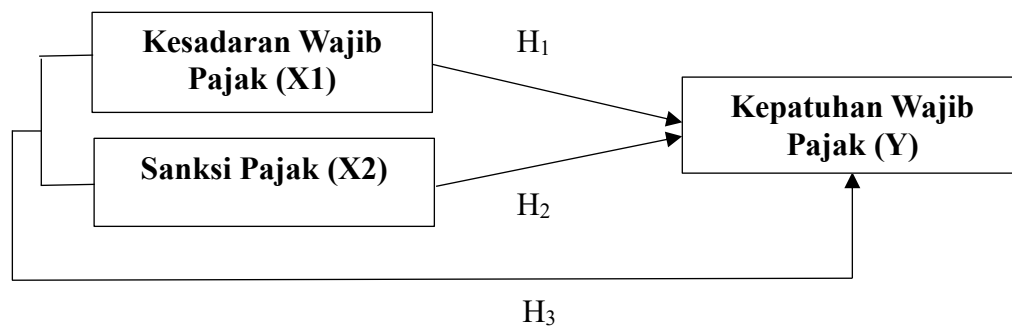 Kesadaran Wajib
Pajak (X1)
H₁
Kepatuhan Wajib
Pajak (Y)
Sanksi Pajak (X2)
H₂
H₃